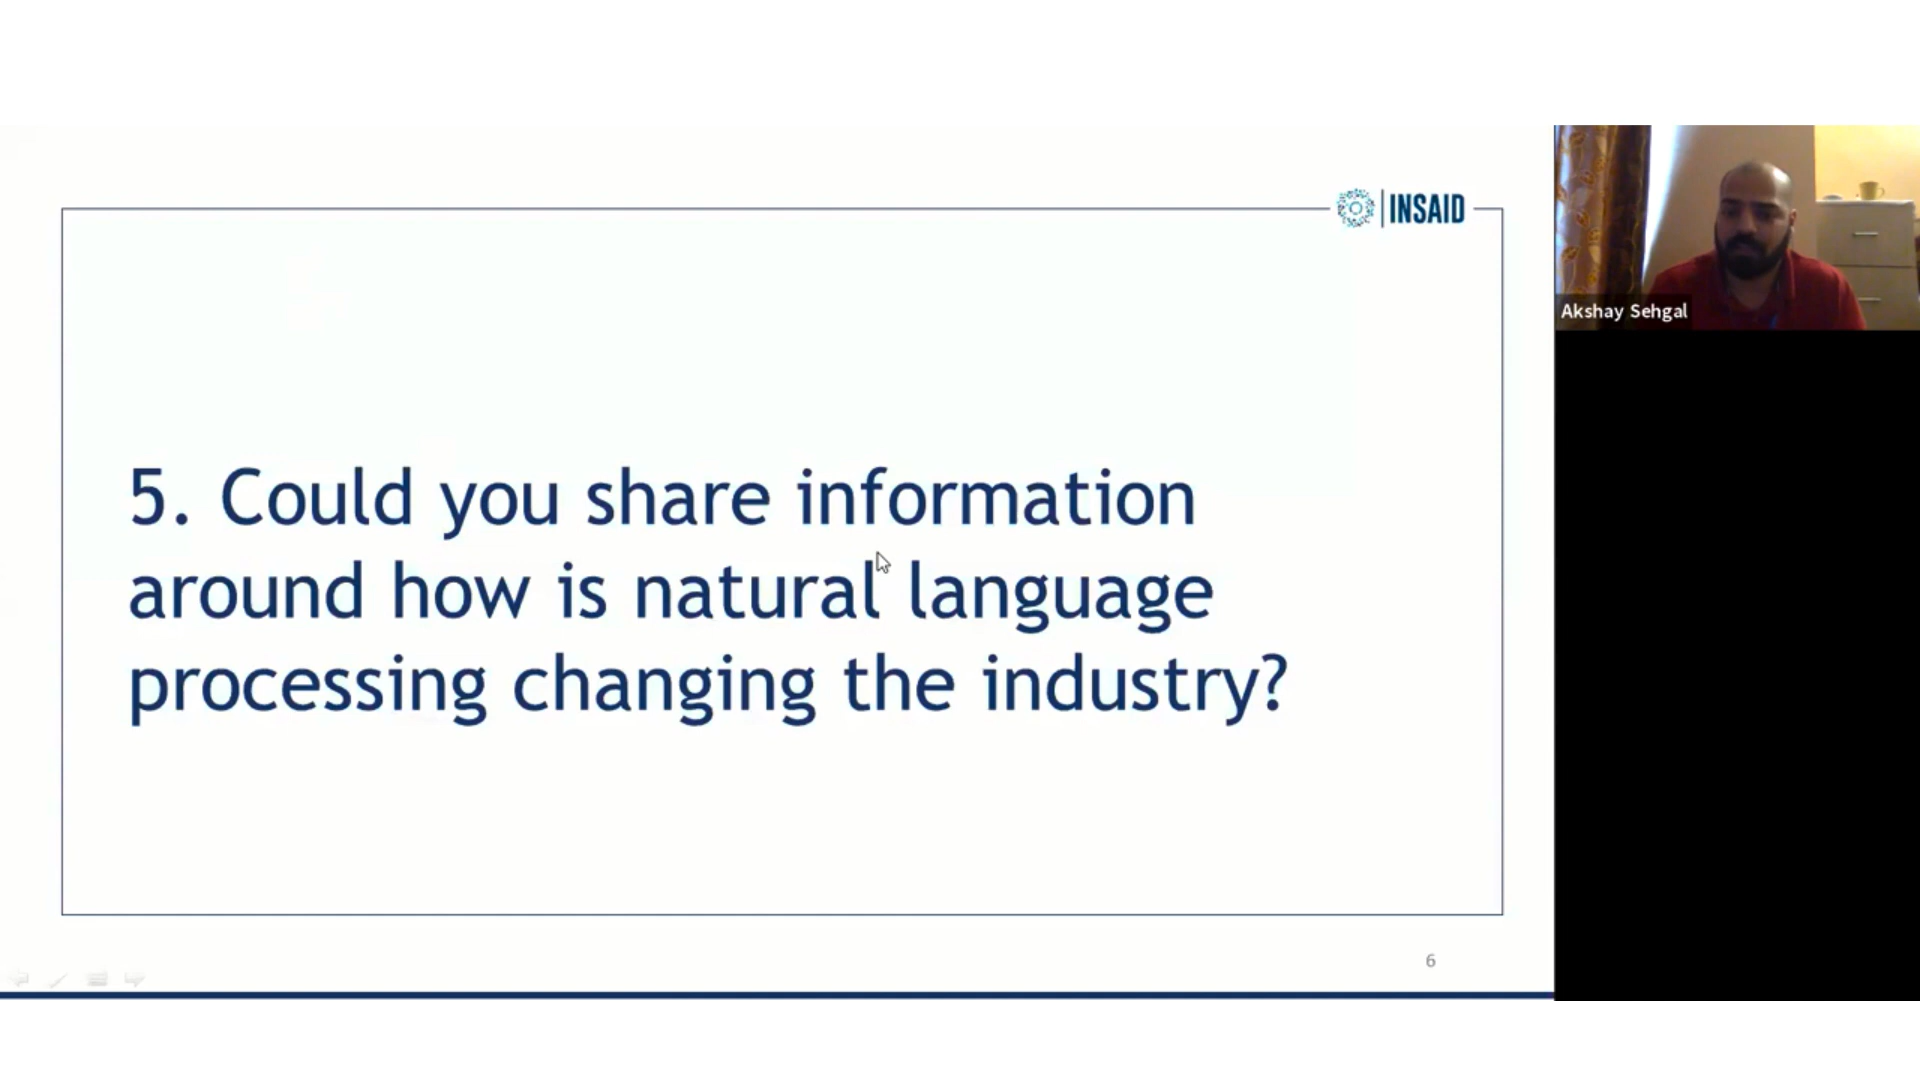 INSAID
5. Could you share information
around how is natural language
processing changing the industry?
6
Akshay Sehgal